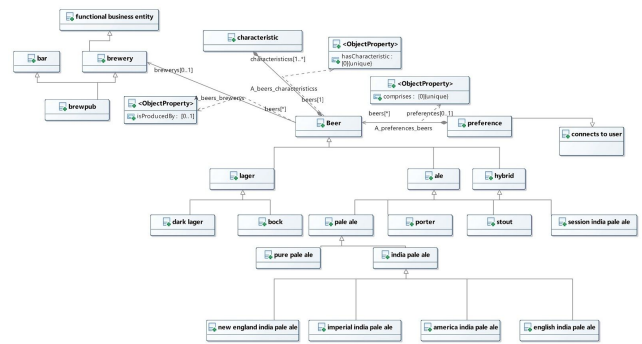 functional business entity
characteristic
<ObjectProperty>
hasCharacteristic :
{0}{unique}
bar
brewery
brewerys[0..1]
characteristicss[1..*]
<ObjectProperty>
comprises : {0}{unique}
A_beers_characteristicss
brewpub
<ObjectProperty>
isProducedBy : [0..1]
A_beers_brewerys
beers[*]
beers[1]
beers[*]
preferences[0..1]
Beer
A_preferences_beers
preference
connects to user
lager
ale
hybrid
dark lager
bock
pale ale
porter
stout
session india pale ale
pure pale ale
india pale ale
new england india pale ale
imperial india pale ale
america india pale ale
english india pale ale